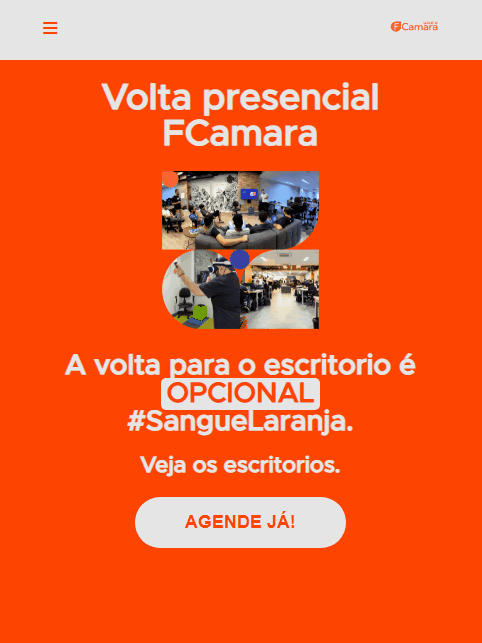 FCamara
Volta presencial
FCamara
A volta para o escritorio é
OPCIONAL
#SangueLaranja.
Veja os escritorios.
AGENDE JÁ!